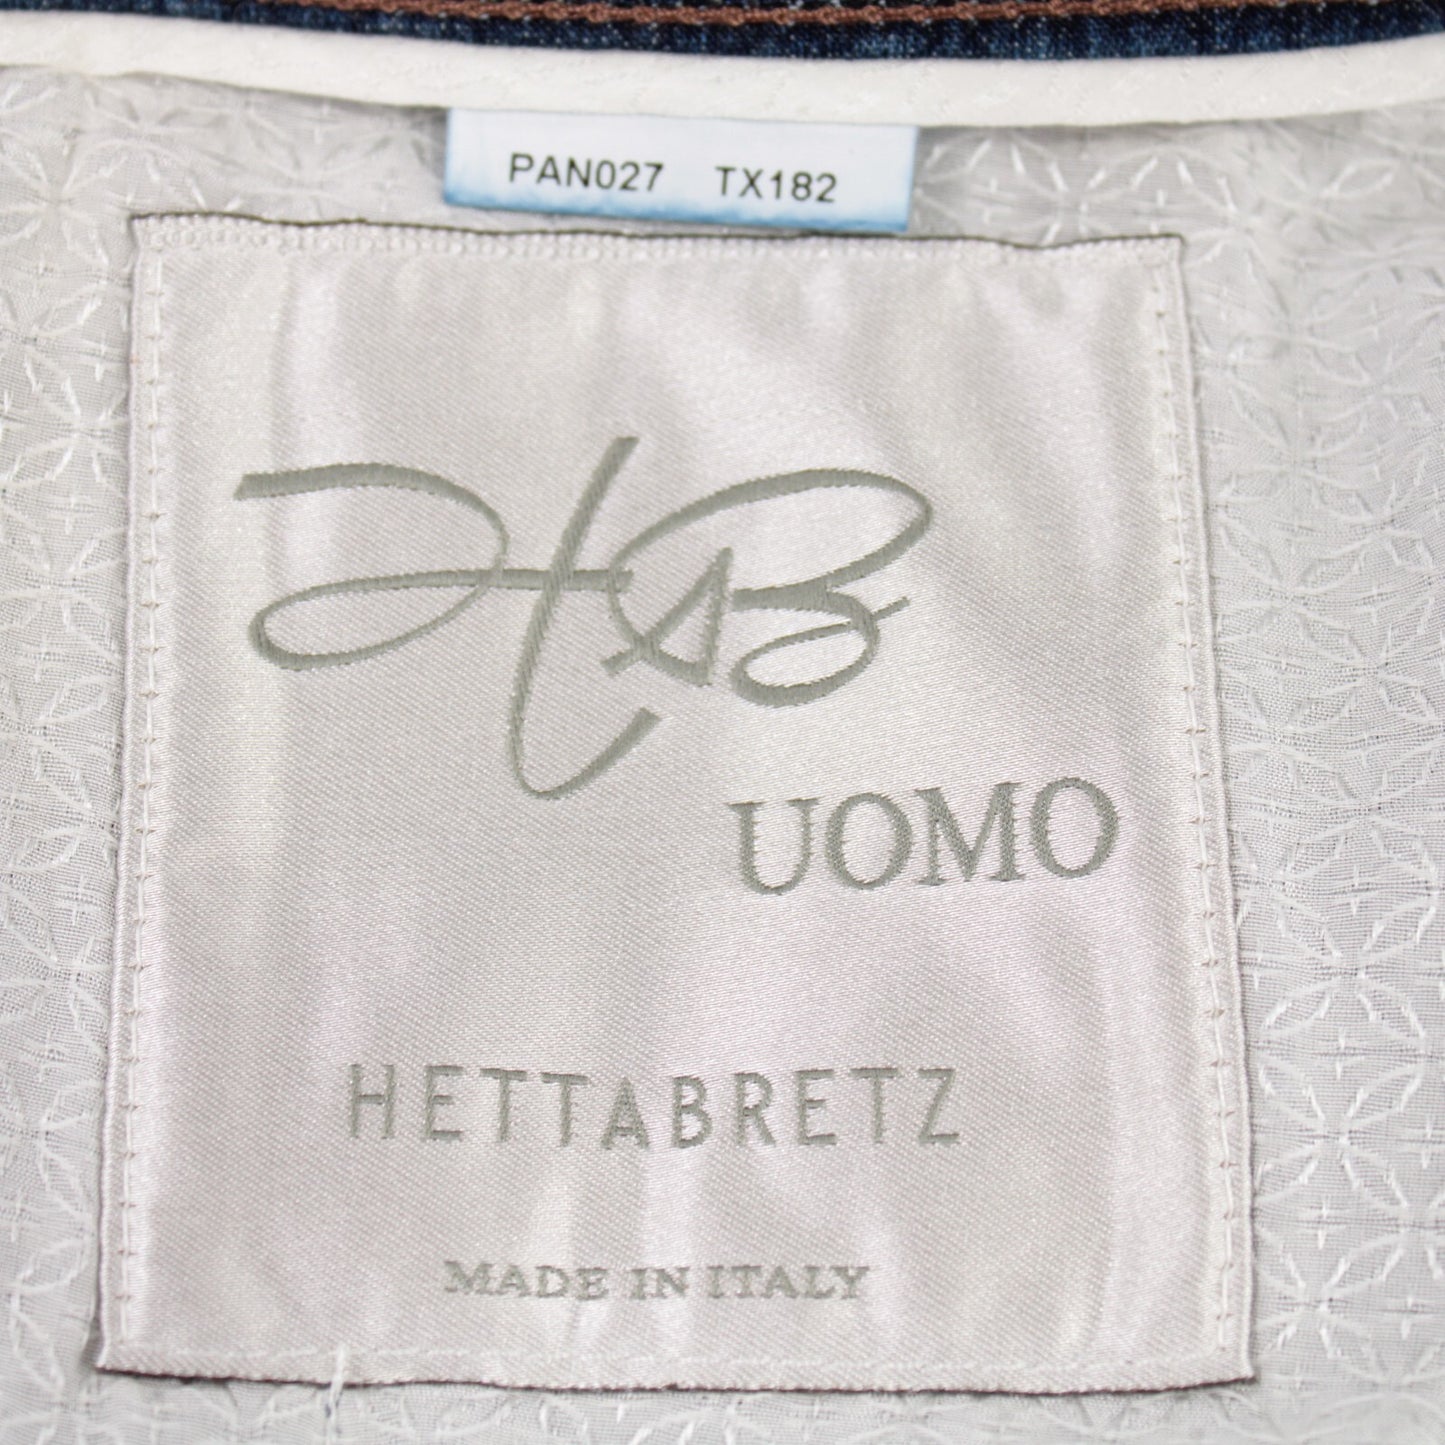 PAN027 TX182
HB
UOMO
HETTABRETZ
MADE IN ITALY